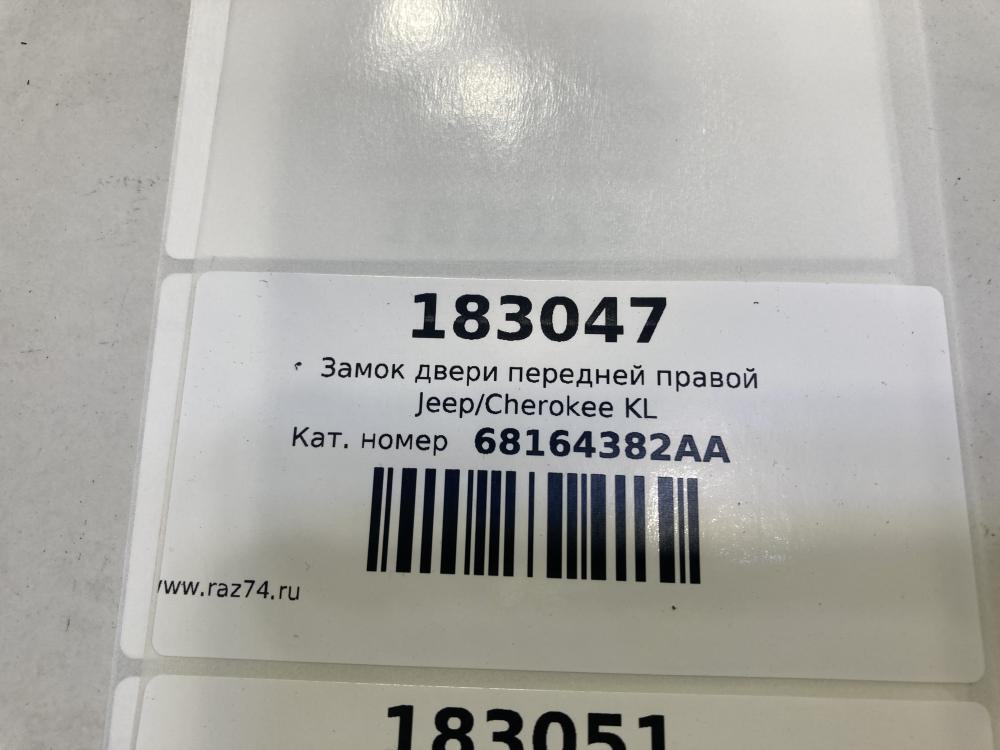 183047
Замок двери передней правой
Jeep/Cherokee KL
Кат. номер 68164382AA
www.raz74.ru
183051